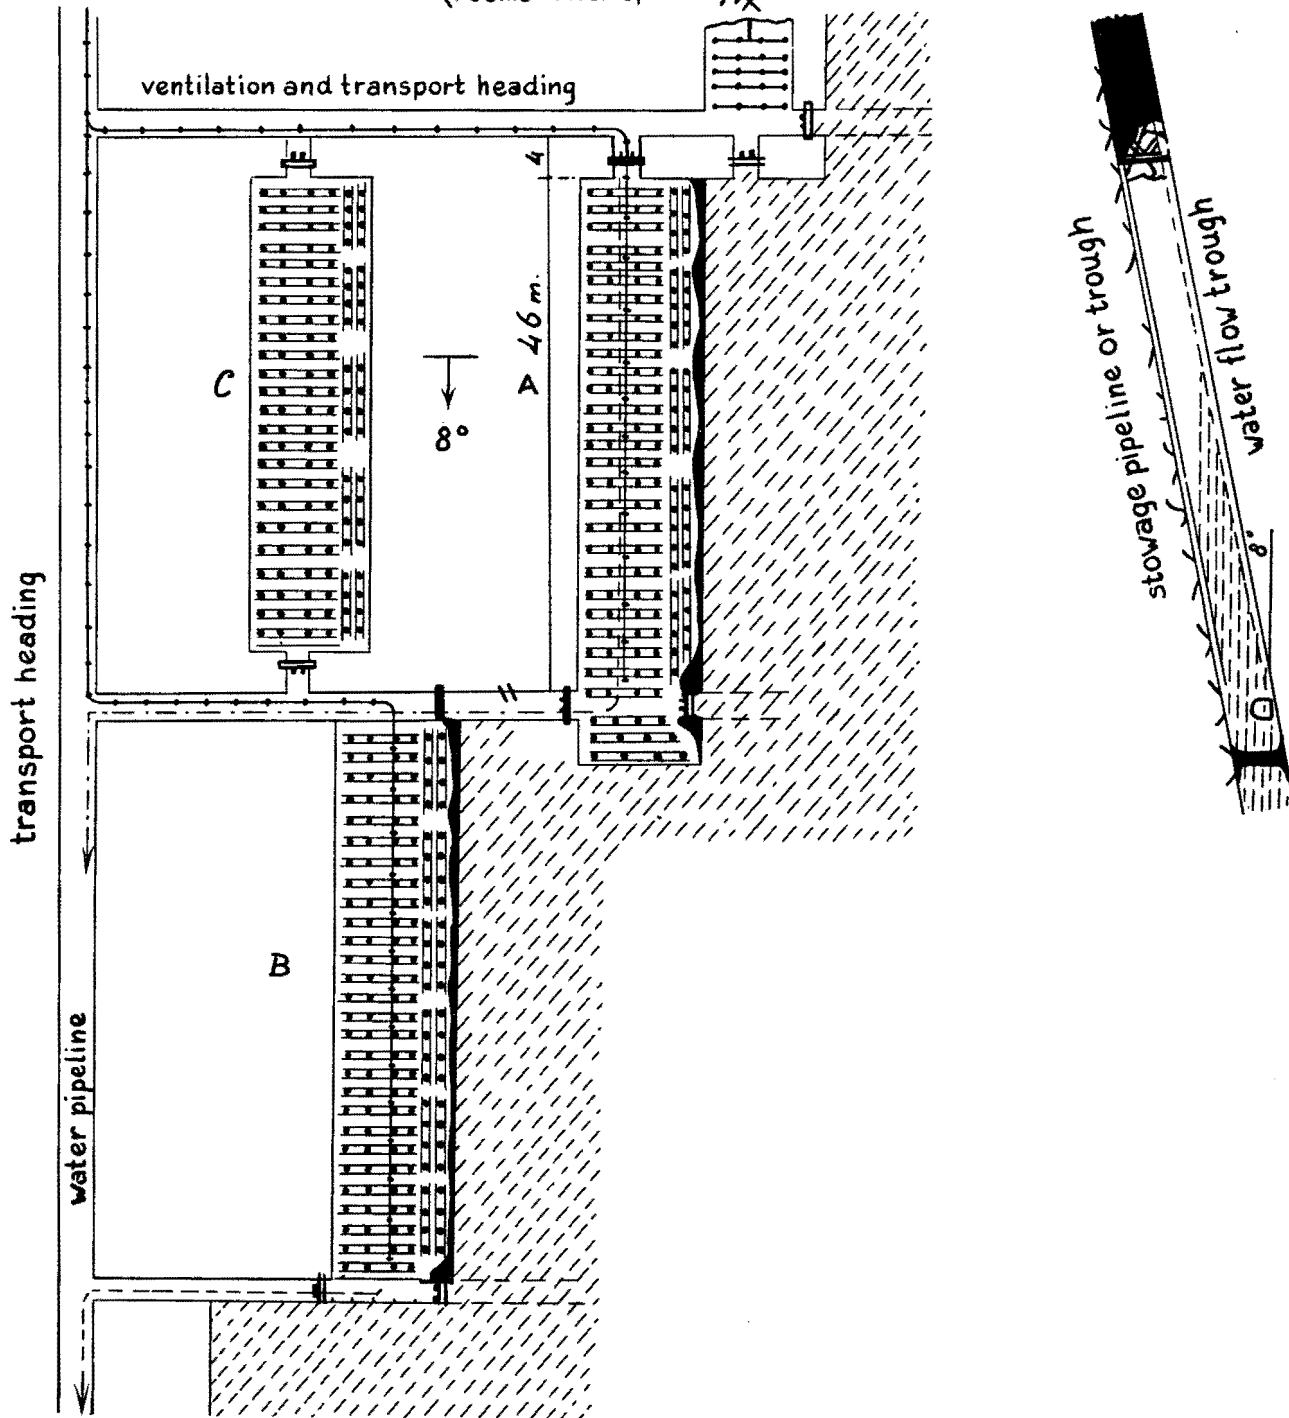 ventilation and transport heading
4
46 m.
A
C
8°
B
transport heading
water pipeline
stowage pipeline or trough
water flow trough
8°